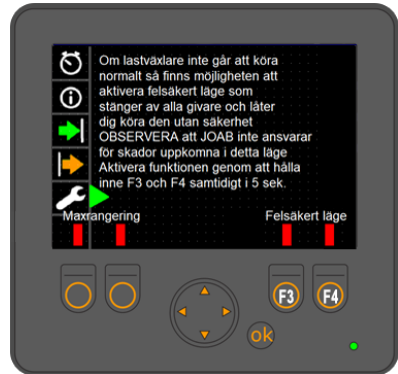 Om lastväxlare inte går att köra
normalt så finns möjligheten att
aktivera felsäkert läge som
stänger av alla givare och låter
dig köra den utan säkerhet
OBSERVERA att JOAB inte ansvarar
för skador uppkomna i detta läge
Aktivera funktionen genom att hålla
inne F3 och F4 samtidigt i 5 sek.
Maxrangering Felsäkert läge
F3 F4
ok